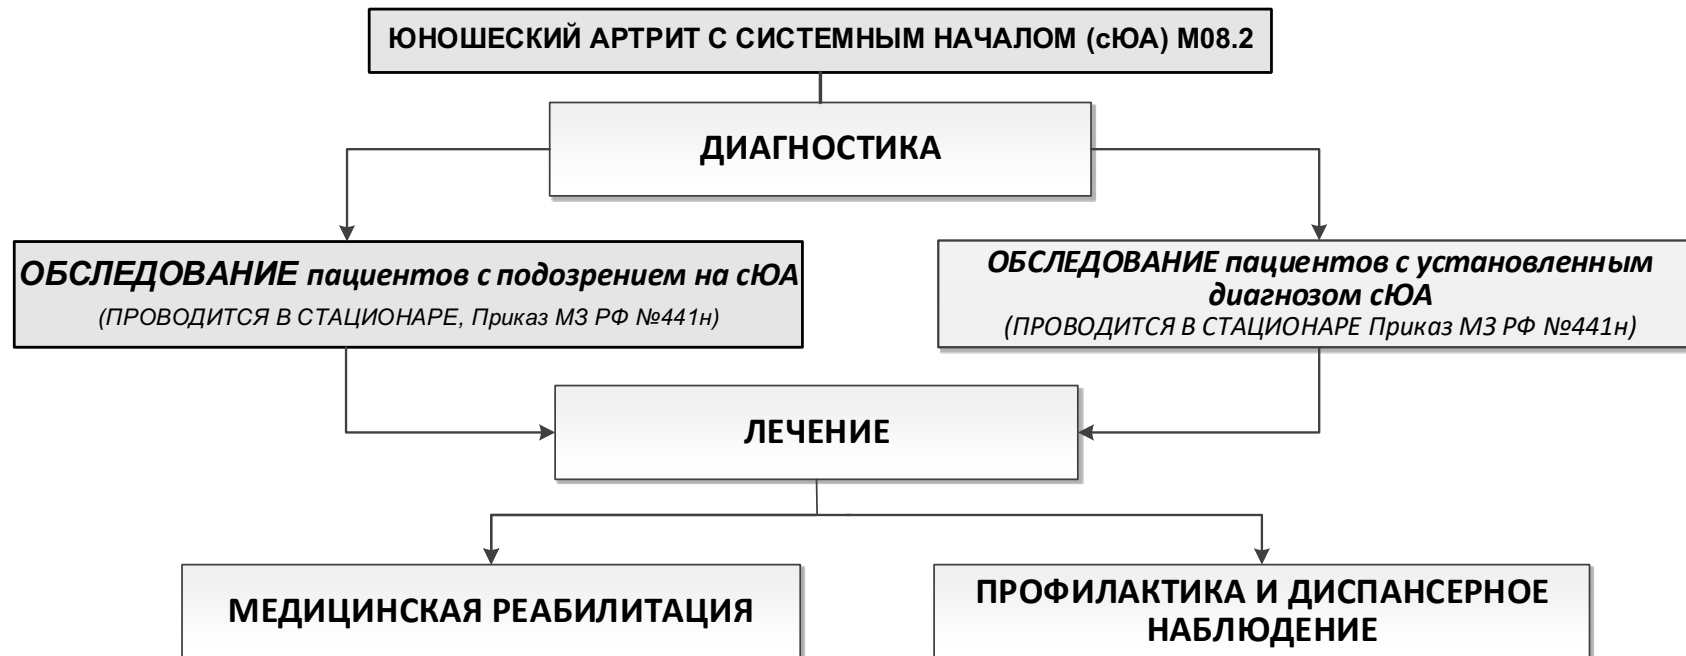 ЮНОШЕСКИЙ АРТРИТ С СИСТЕМНЫМ НАЧАЛОМ (сЮА) М08.2
ДИАГНОСТИКА
ОБСЛЕДОВАНИЕ пациентов с подозрением на сЮА
(ПРОВОДИТСЯ В СТАЦИОНАРЕ, Приказ МЗ РФ №441н)
ОБСЛЕДОВАНИЕ пациентов с установленным
диагнозом сЮА
(ПРОВОДИТСЯ В СТАЦИОНАРЕ Приказ МЗ РФ №441н)
ЛЕЧЕНИЕ
МЕДИЦИНСКАЯ РЕАБИЛИТАЦИЯ
ПРОФИЛАКТИКА И ДИСПАНСЕРНОЕ
НАБЛЮДЕНИЕ